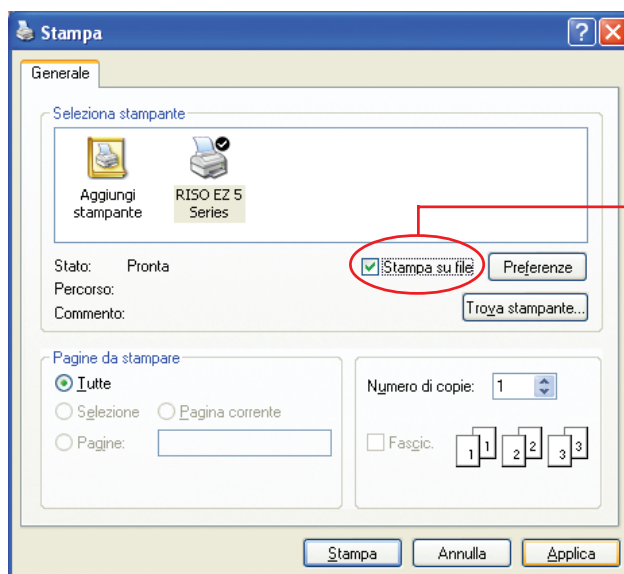 Stampa
Generale
Seleziona stampante
Aggiungi
stampante
RISO EZ 5
Series
Stato: Pronta
Percorso:
Commento:
Stampa su file
Preferenze
Trova stampante...
Pagine da stampare
Tutte
Selezione Pagina corrente
Pagine:
Numero di copie: 1
Fascic.
1 1 2 2 3 3
Stampa Annulla Applica